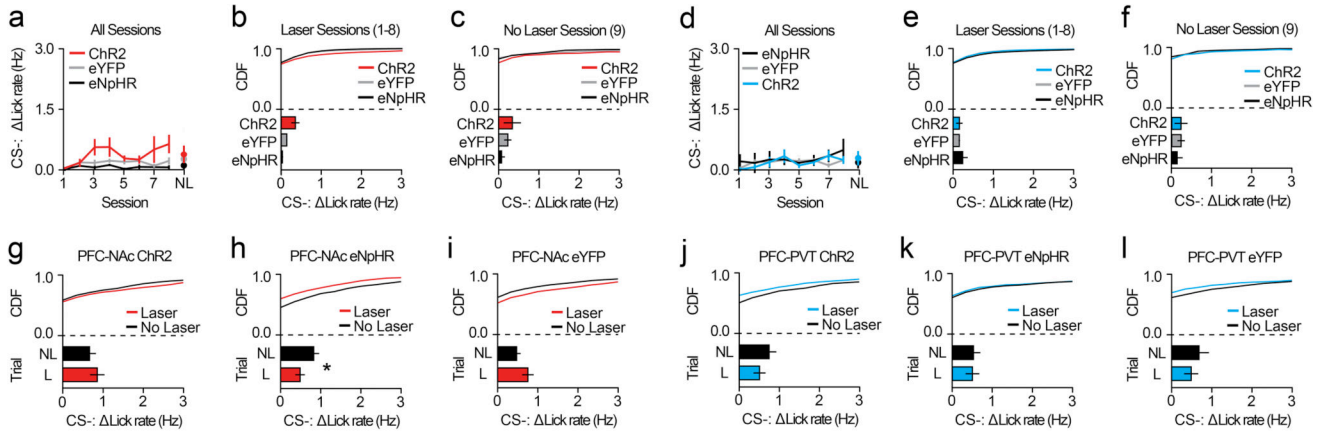 a
All Sessions
CS-: ΔLick rate (Hz)
3.0
1.5
0.0
ChR2
eYFP
eNpHR
1 3 5 7 NL
Session
b
Laser Sessions (1-8)
CDF
1.0
0.0
ChR2
eYFP
eNpHR
ChR2
eYFP
eNpHR
0 1 2 3
CS-: ΔLick rate (Hz)
c
No Laser Session (9)
CDF
1.0
0.0
ChR2
eYFP
eNpHR
ChR2
eYFP
eNpHR
0 1 2 3
CS-: ΔLick rate (Hz)
d
All Sessions
CS-: ΔLick rate (Hz)
3.0
1.5
0.0
eNpHR
eYFP
ChR2
1 3 5 7 NL
Session
e
Laser Sessions (1-8)
CDF
1.0
0.0
ChR2
eYFP
eNpHR
ChR2
eYFP
eNpHR
0 1 2 3
CS-: ΔLick rate (Hz)
f
No Laser Session (9)
CDF
1.0
0.0
ChR2
eYFP
eNpHR
ChR2
eYFP
eNpHR
0 1 2 3
CS-: ΔLick rate (Hz)
g
PFC-NAc ChR2
CDF
1.0
0.0
Laser
No Laser
Trial
NL
L
0 1 2 3
CS-: ΔLick rate (Hz)
h
PFC-NAc eNpHR
CDF
1.0
0.0
Laser
No Laser
Trial
NL
L
*
0 1 2 3
CS-: ΔLick rate (Hz)
i
PFC-NAc eYFP
CDF
1.0
0.0
Laser
No Laser
Trial
NL
L
0 1 2 3
CS-: ΔLick rate (Hz)
j
PFC-PVT ChR2
CDF
1.0
0.0
Laser
No Laser
Trial
NL
L
0 1 2 3
CS-: ΔLick rate (Hz)
k
PFC-PVT eNpHR
CDF
1.0
0.0
Laser
No Laser
Trial
NL
L
0 1 2 3
CS-: ΔLick rate (Hz)
l
PFC-PVT eYFP
CDF
1.0
0.0
Laser
No Laser
Trial
NL
L
0 1 2 3
CS-: ΔLick rate (Hz)